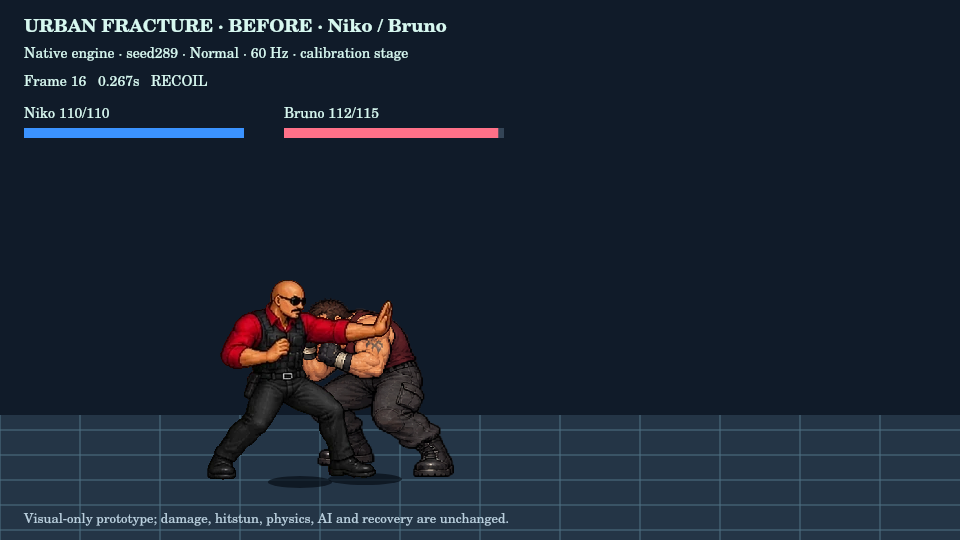 URBAN FRACTURE · BEFORE · Niko / Bruno
Native engine · seed289 · Normal · 60 Hz · calibration stage
Frame 16 0.267s RECOIL
Niko 110/110 Bruno 112/115
Visual-only prototype; damage, hitstun, physics, AI and recovery are unchanged.